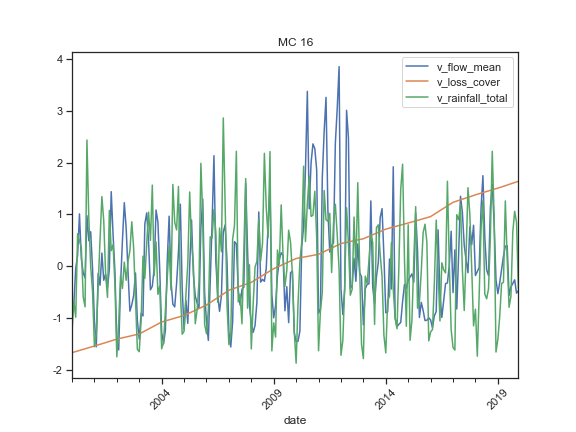 MC 16
v_flow_mean
v_loss_cover
v_rainfall_total
4
3
2
1
0
-1
-2
2004
2009
2014
2019
date